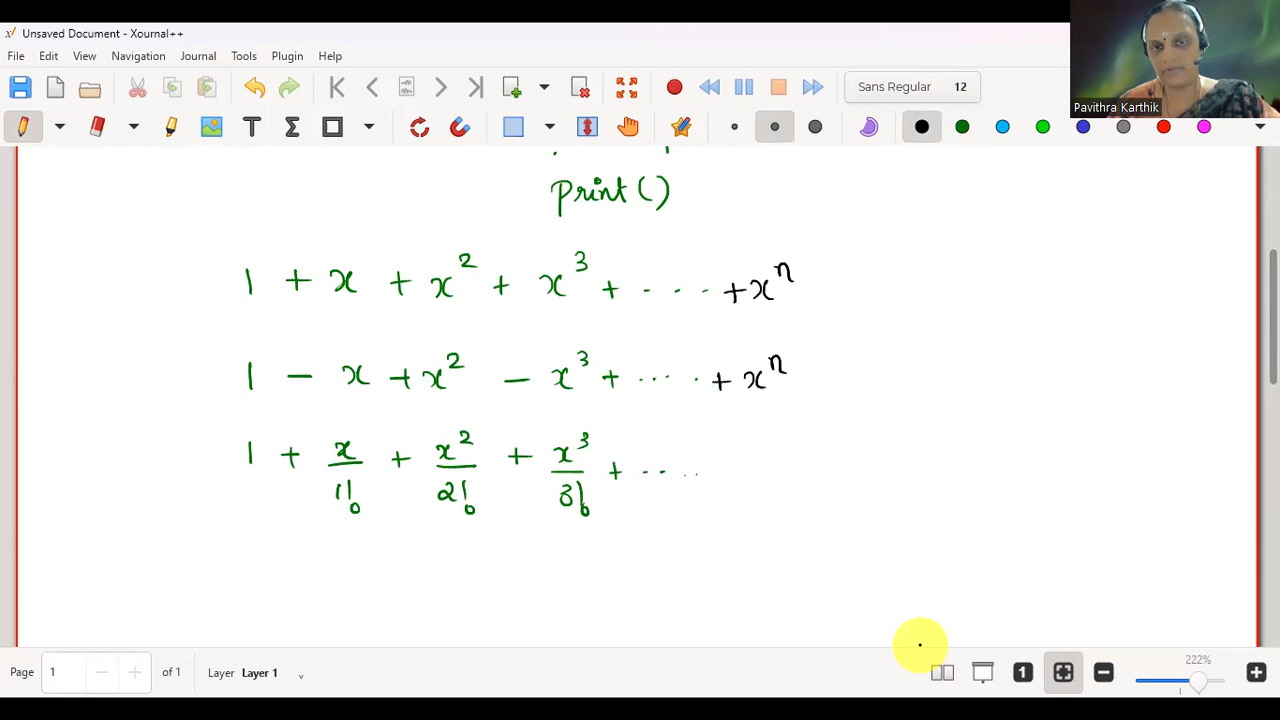 Unsaved Document - Xournal++
File Edit View Navigation Journal Tools Plugin Help
Sans Regular 12
Pavithra Karthik
print()
1 + x + x² + x³ + .... + xⁿ
1 - x + x² - x³ + .... + xⁿ
1 + x/1! + x²/2! + x³/3! + ....
Page 1 of 1 Layer Layer 1 1 222%